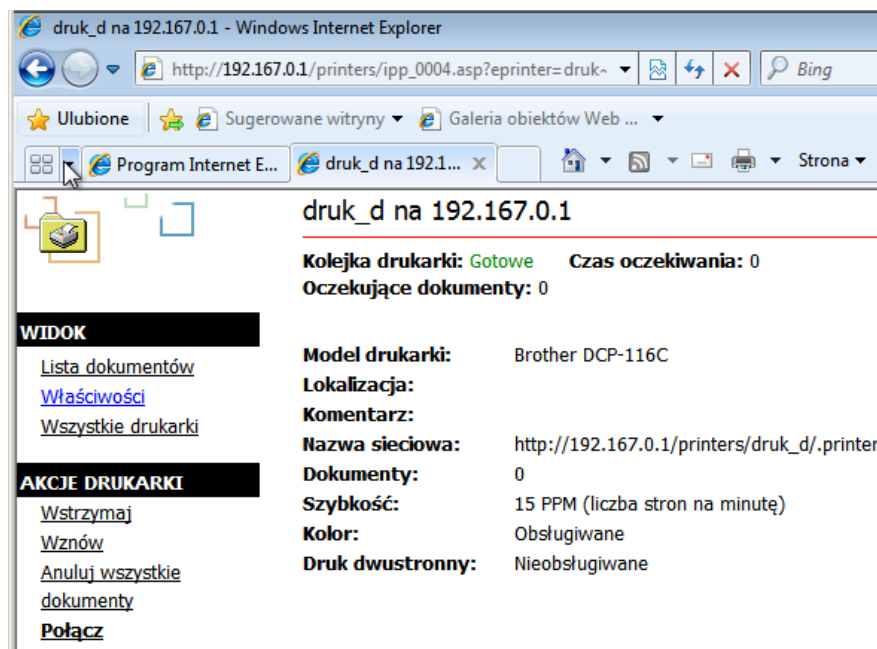 druk_d na 192.167.0.1 - Windows Internet Explorer
http://192.167.0.1/printers/ipp_0004.asp?eprinter=druk~
Bing
Ulubione
Sugerowane witryny
Galeria obiektów Web ...
Program Internet E...
druk_d na 192.1...
Strona
druk_d na 192.167.0.1
Kolejka drukarki: Gotowe Czas oczekiwania: 0
Oczekujące dokumenty: 0
WIDOK
Lista dokumentów
Właściwości
Wszystkie drukarki
AKCJE DRUKARKI
Wstrzymaj
Wznów
Anuluj wszystkie
dokumenty
Połącz
Model drukarki: Brother DCP-116C
Lokalizacja:
Komentarz:
Nazwa sieciowa: http://192.167.0.1/printers/druk_d/.printer
Dokumenty: 0
Szybkość: 15 PPM (liczba stron na minutę)
Kolor: Obsługiwane
Druk dwustronny: Nieobsługiwane